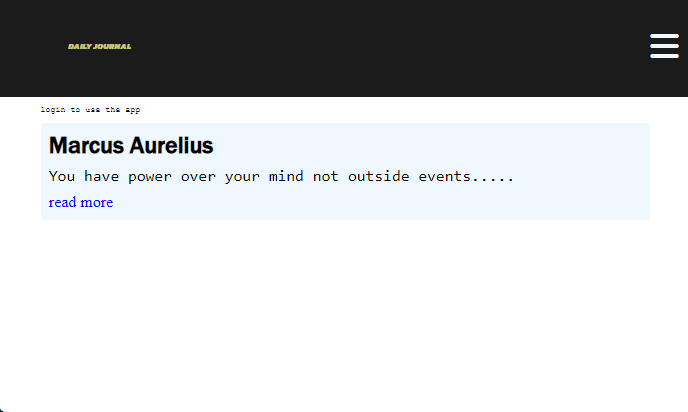 DAILY JOURNAL
login to use the app
Marcus Aurelius
You have power over your mind not outside events.....
read more